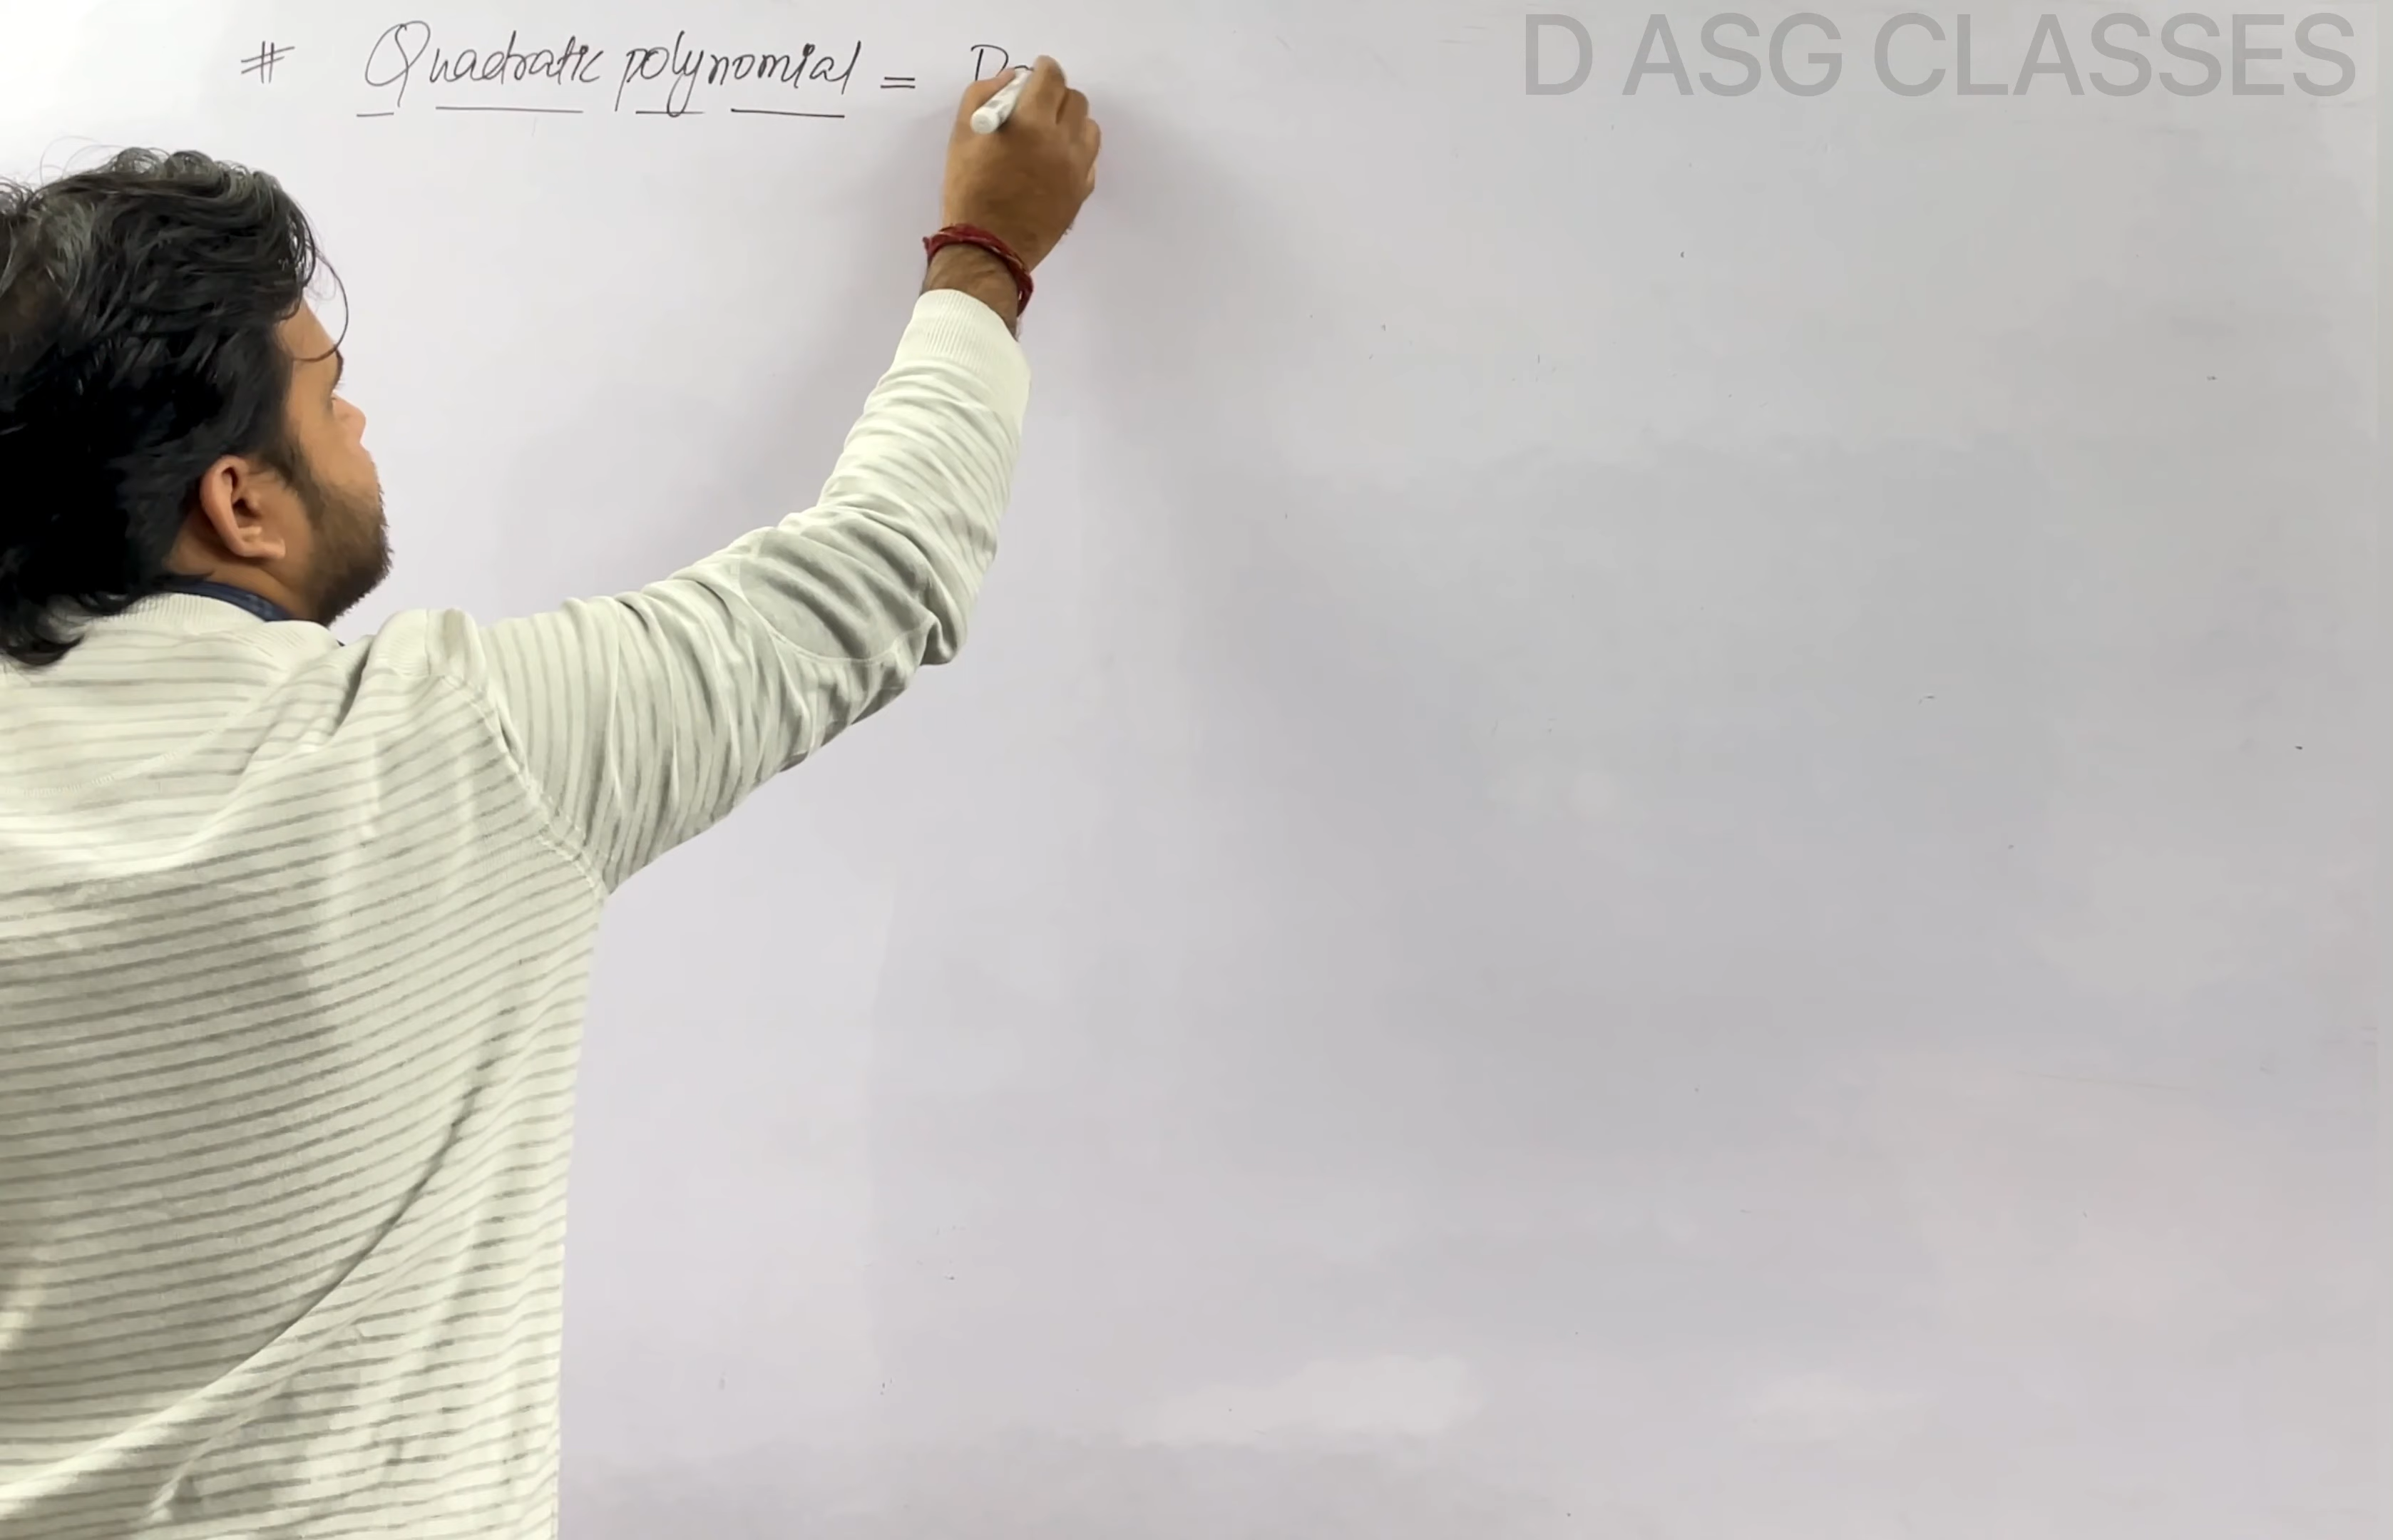 # Quadratic polynomial =
D ASG CLASSES